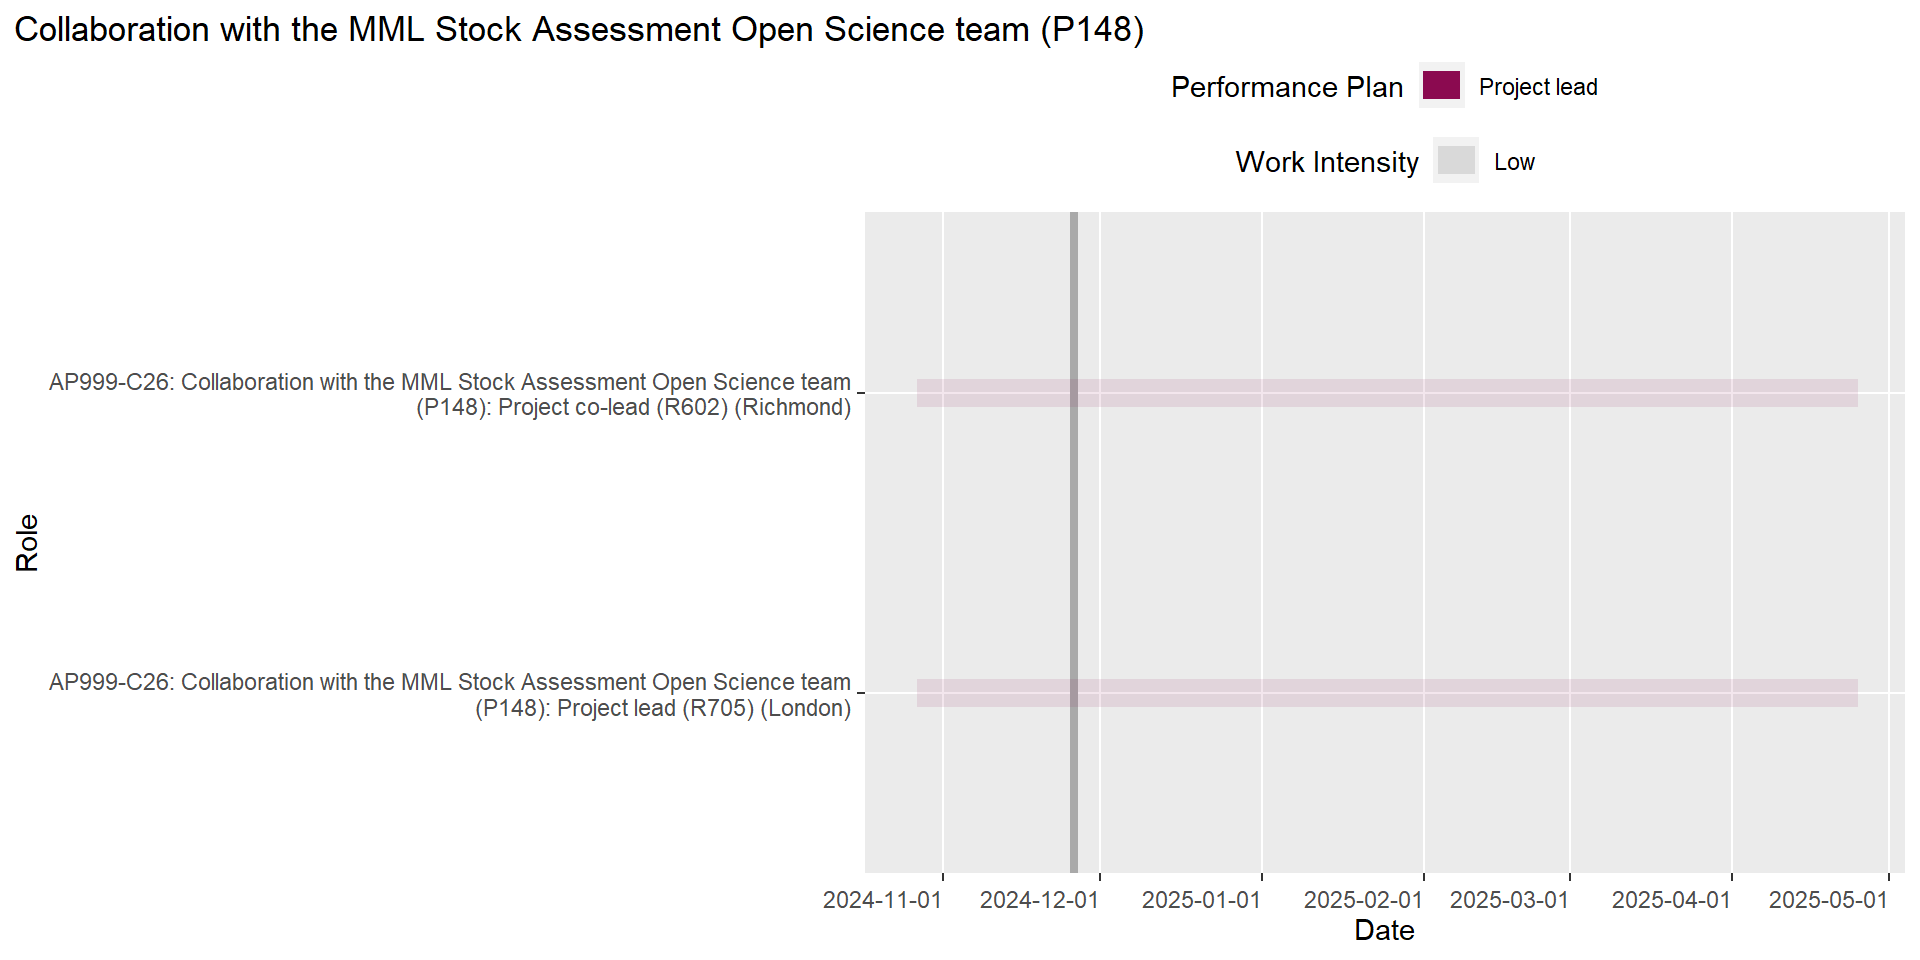 Collaboration with the MML Stock Assessment Open Science team (P148)
Performance Plan
Project lead
Work Intensity
Low
AP999-C26: Collaboration with the MML Stock Assessment Open Science team
(P148): Project co-lead (R602) (Richmond)
Role
AP999-C26: Collaboration with the MML Stock Assessment Open Science team
(P148): Project lead (R705) (London)
2024-11-01
2024-12-01
2025-01-01
2025-02-01
2025-03-01
2025-04-01
2025-05-01
Date